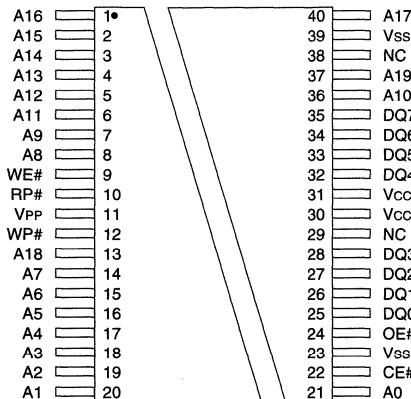 A16 1 40 A17
A15 2 39 Vss
A14 3 38 NC
A13 4 37 A19
A12 5 36 A10
A11 6 35 DQ7
A9 7 34 DQ6
A8 8 33 DQ5
WE# 9 32 DQ4
RP# 10 31 Vcc
VPP 11 30 Vcc
WP# 12 29 NC
A18 13 28 DQ3
A7 14 27 DQ2
A6 15 26 DQ1
A5 16 25 DQ0
A4 17 24 OE#
A3 18 23 Vss
A2 19 22 CE#
A1 20 21 A0